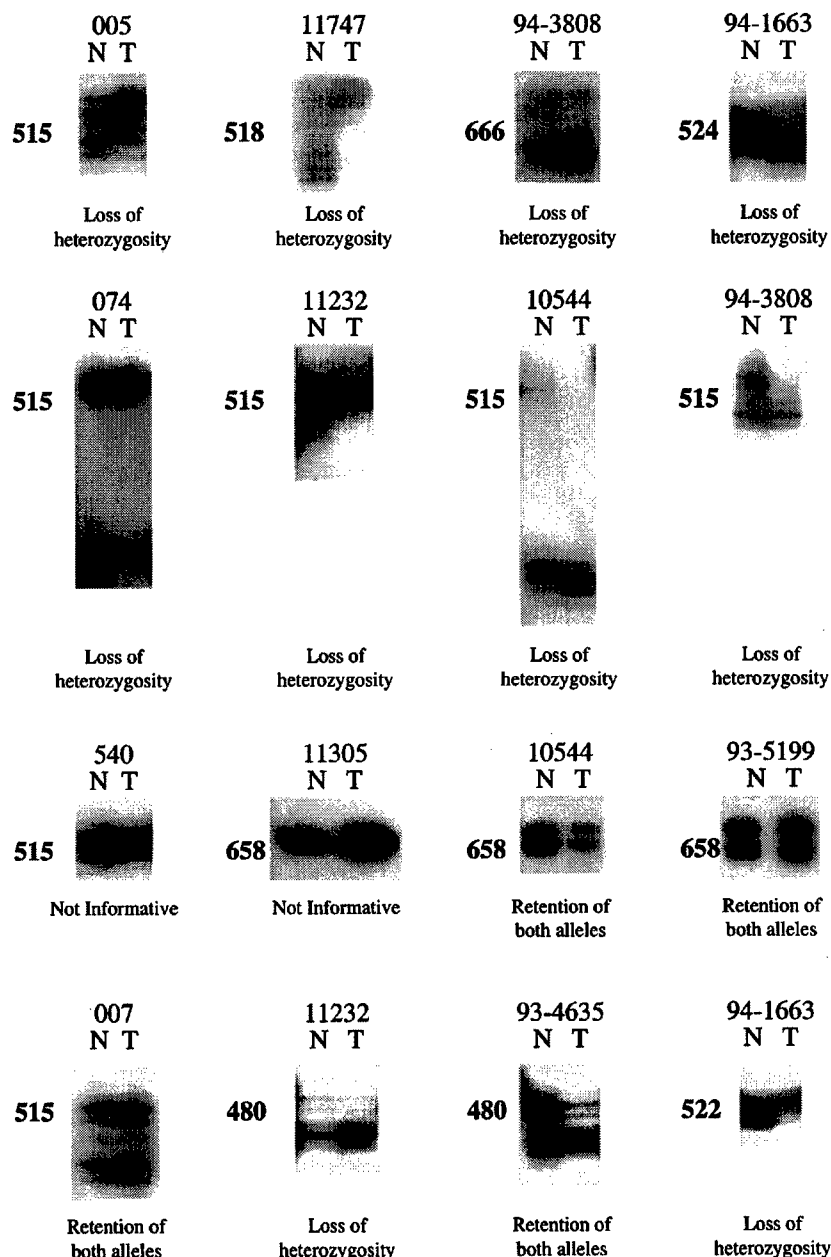 005 11747 94-3808 94-1663
N T N T N T N T
515 518 666 524
Loss of Loss of Loss of Loss of
heterozygosity heterozygosity heterozygosity heterozygosity
074 11232 10544 94-3808
N T N T N T N T
515 515 515 515
Loss of Loss of Loss of Loss of
heterozygosity heterozygosity heterozygosity heterozygosity
540 11305 10544 93-5199
N T N T N T N T
515 658 658 658
Not Informative Not Informative Retention of Retention of
both alleles both alleles
007 11232 93-4635 94-1663
N T N T N T N T
515 480 480 522
Retention of Loss of Retention of Loss of
both alleles heterozygosity both alleles heterozygosity